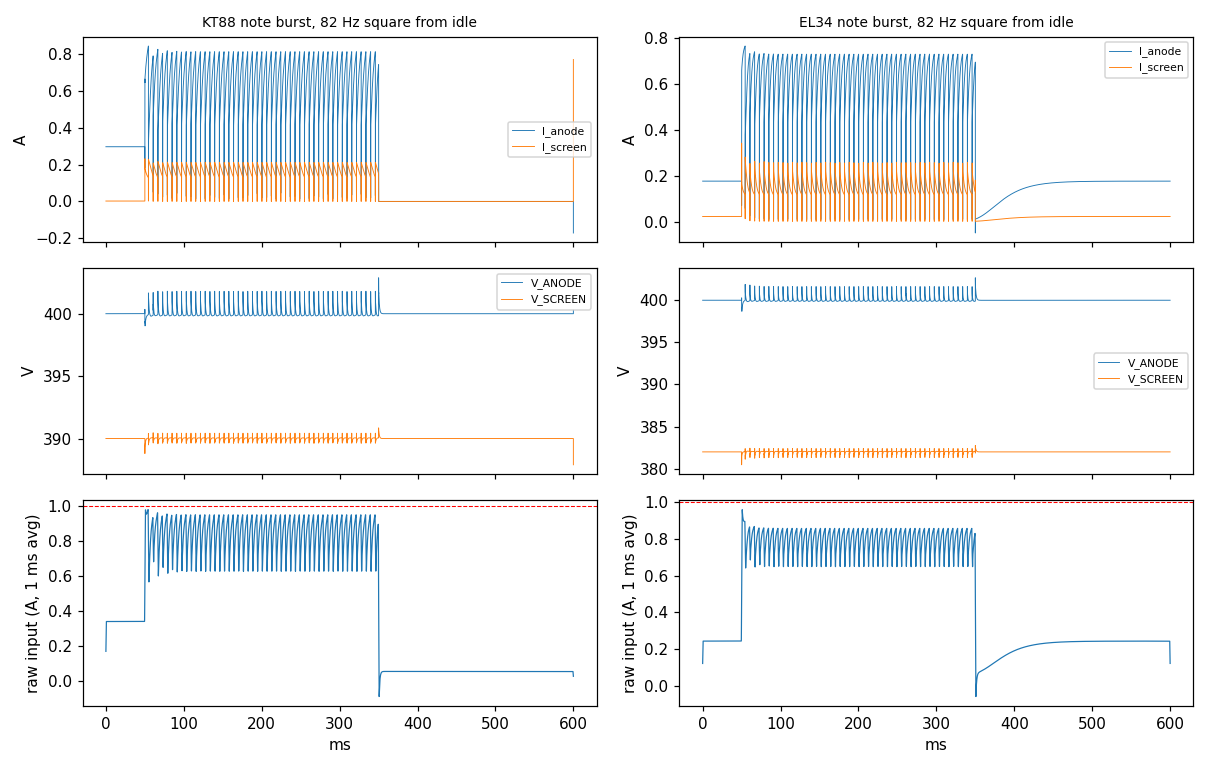 KT88 note burst, 82 Hz square from idle
0.8
0.6
0.4
0.2
0.0
−0.2
A
I_anode
I_screen
EL34 note burst, 82 Hz square from idle
0.8
0.6
0.4
0.2
0.0
A
I_anode
I_screen
400
395
390
V
V_ANODE
V_SCREEN
400
395
390
385
380
V
V_ANODE
V_SCREEN
1.0
0.8
0.6
0.4
0.2
0.0
raw input (A, 1 ms avg)
0 100 200 300 400 500 600
ms
1.0
0.8
0.6
0.4
0.2
0.0
raw input (A, 1 ms avg)
0 100 200 300 400 500 600
ms